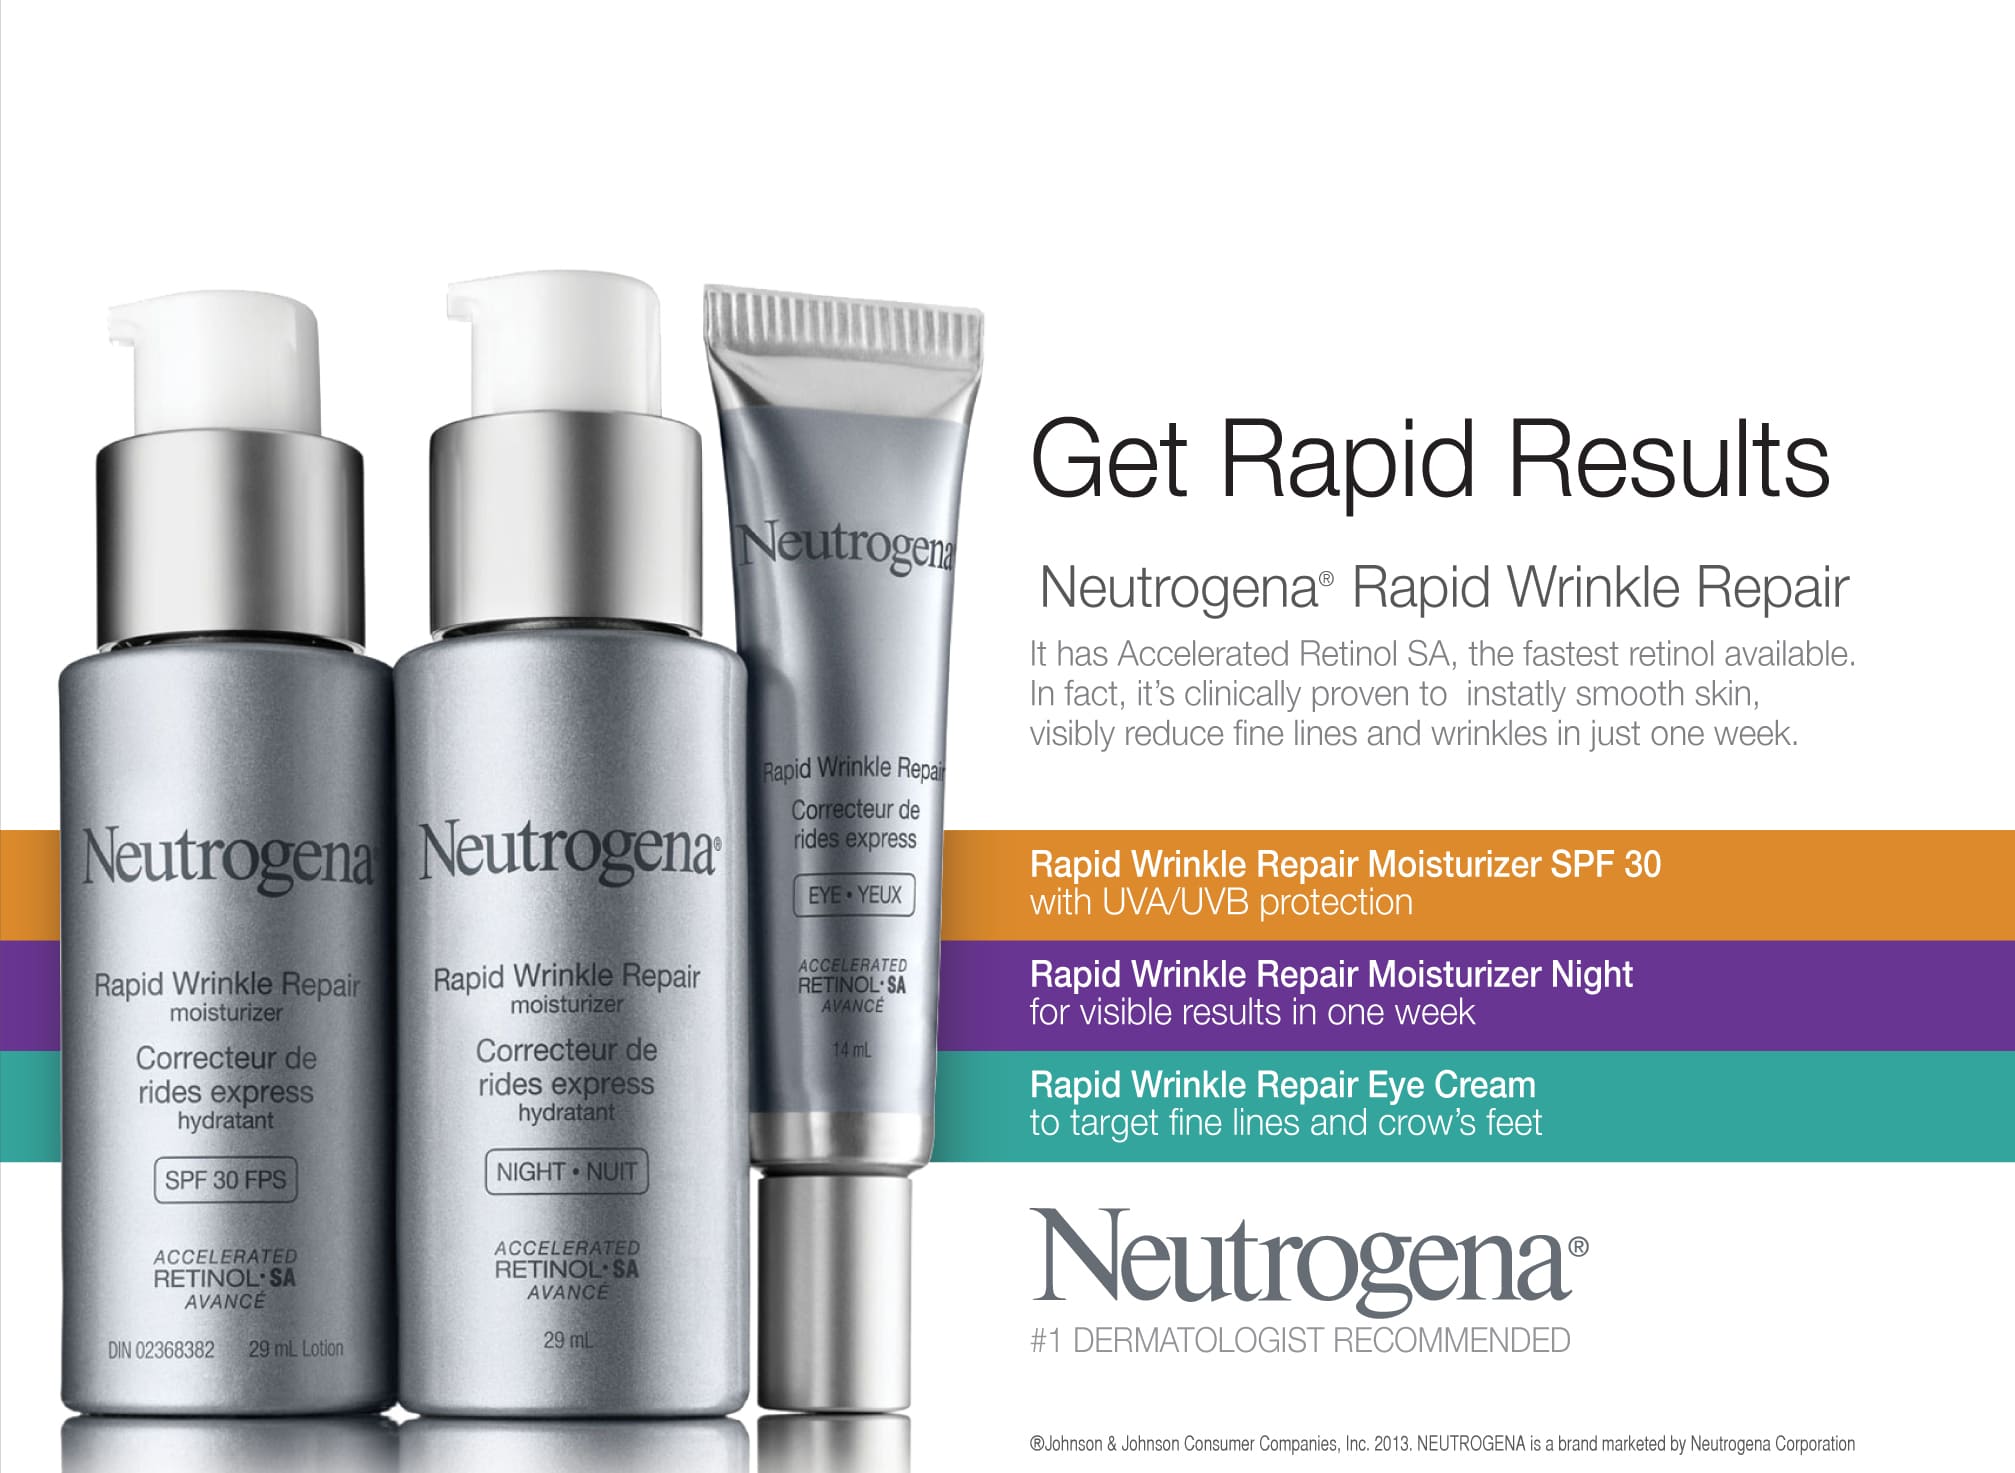 Get Rapid Results
Neutrogena® Rapid Wrinkle Repair
It has Accelerated Retinol SA, the fastest retinol available.
In fact, it's clinically proven to instatly smooth skin,
visibly reduce fine lines and wrinkles in just one week.
Rapid Wrinkle Repair Moisturizer SPF 30
with UVA/UVB protection
Rapid Wrinkle Repair Moisturizer Night
for visible results in one week
Rapid Wrinkle Repair Eye Cream
to target fine lines and crow's feet
Neutrogena®
#1 DERMATOLOGIST RECOMMENDED
®Johnson & Johnson Consumer Companies, Inc. 2013. NEUTROGENA is a brand marketed by Neutrogena Corporation
Neutrogena
Rapid Wrinkle Repair
moisturizer
Correcteur de
rides express
hydratant
SPF 30 FPS
ACCELERATED
RETINOL·SA
AVANCÉ
DIN 02368382 29 mL Lotion
Neutrogena®
Rapid Wrinkle Repair
moisturizer
Correcteur de
rides express
hydratant
NIGHT • NUIT
ACCELERATED
RETINOL·SA
AVANCÉ
29 mL
Neutrogena
Rapid Wrinkle Repair
Correcteur de
rides express
EYE • YEUX
ACCELERATED
RETINOL·SA
AVANCÉ
14 mL